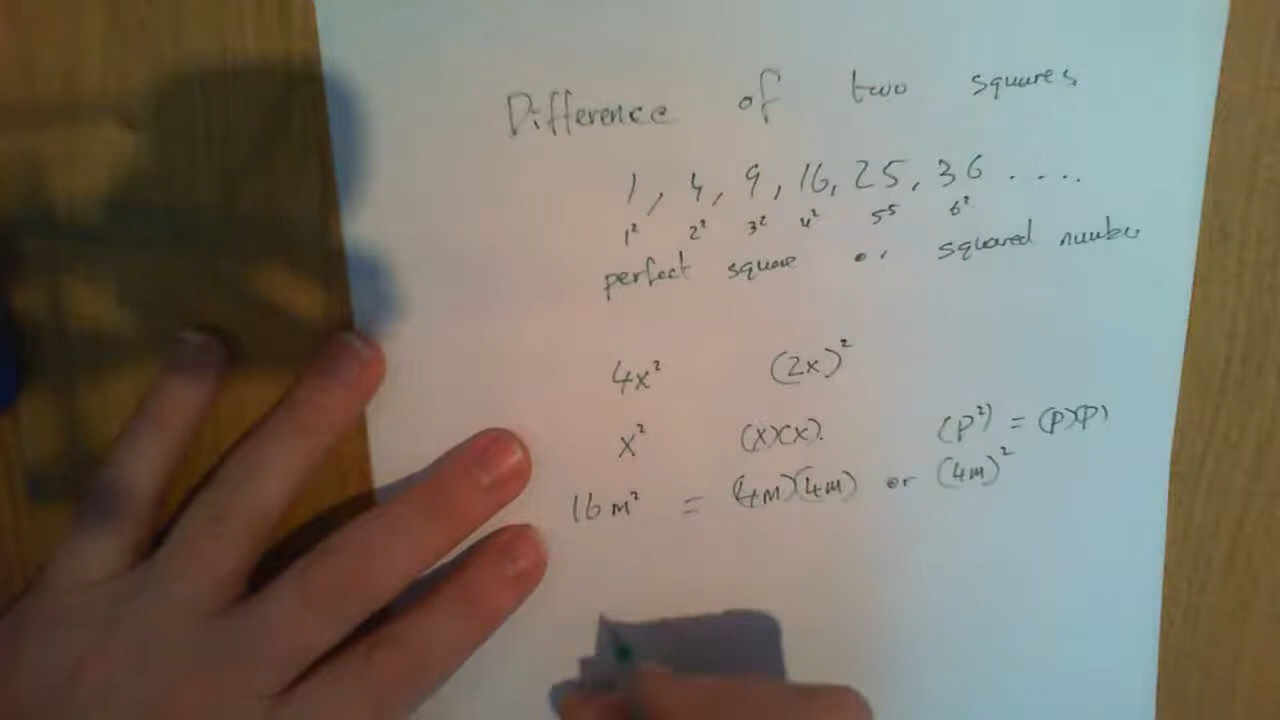 Difference of two squares
1, 4, 9, 16, 25, 36 ....
1² 2² 3² 4² 5⁵ 6²
perfect square or squared number
4x² (2x)²
x² (x)(x). (p²) = (p)(p)
16m² = (4m)(4m) or (4m)²